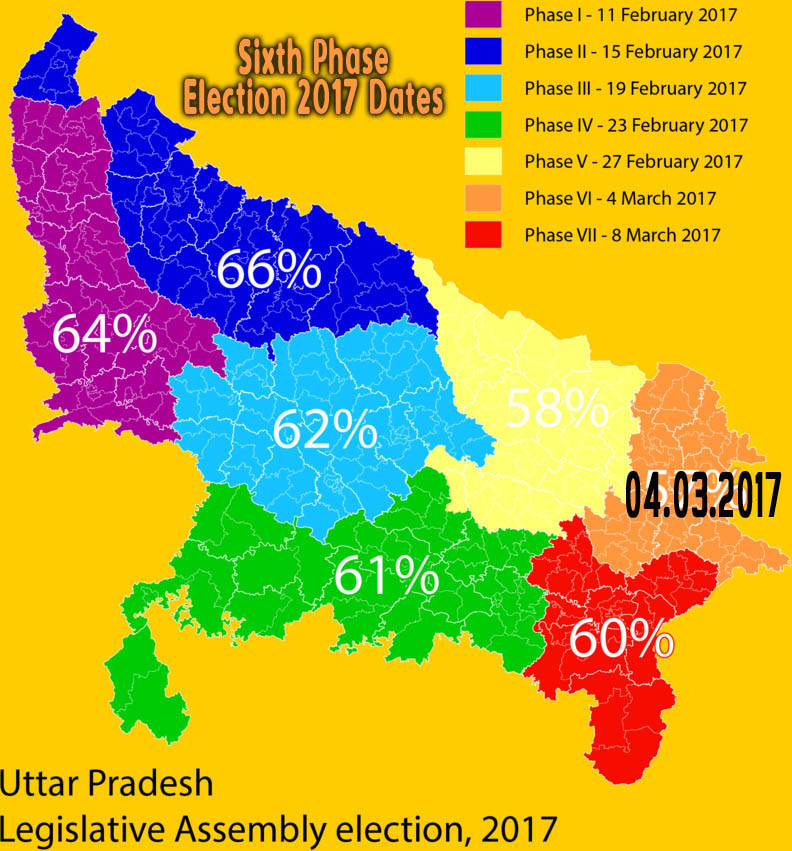 Phase I - 11 February 2017
Phase II - 15 February 2017
Phase III - 19 February 2017
Phase IV - 23 February 2017
Phase V - 27 February 2017
Phase VI - 4 March 2017
Phase VII - 8 March 2017
Sixth Phase
Election 2017 Dates
66%
64%
58%
62%
04.03.2017
61%
60%
Uttar Pradesh
Legislative Assembly election, 2017